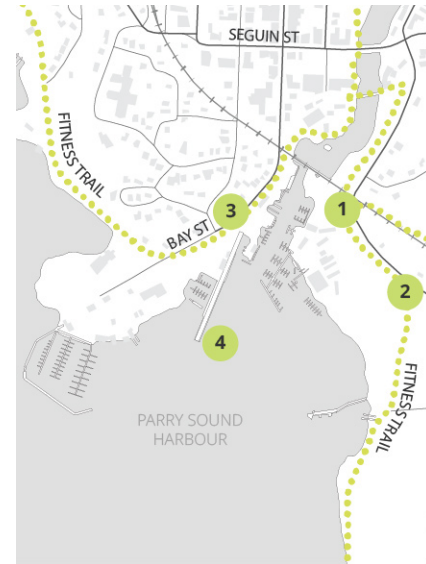 SEGUIN ST
FITNESS TRAIL
1
3
BAY ST
2
4
FITNESS TRAIL
PARRY SOUND
HARBOUR